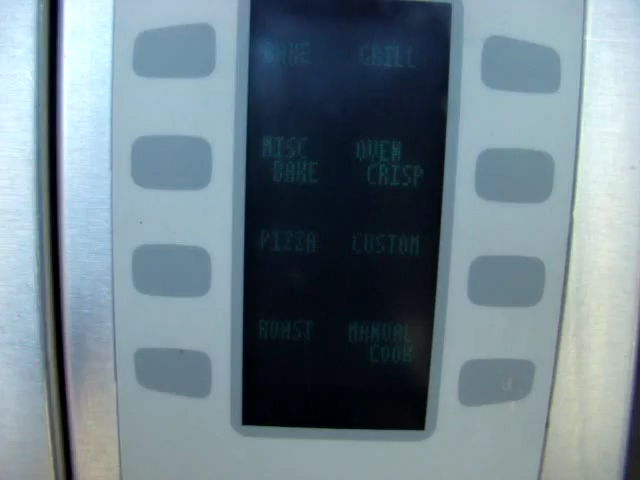 BAKE GRILL
MISC OVEN
BAKE CRISP
PIZZA CUSTOM
ROAST MANUAL
COOK